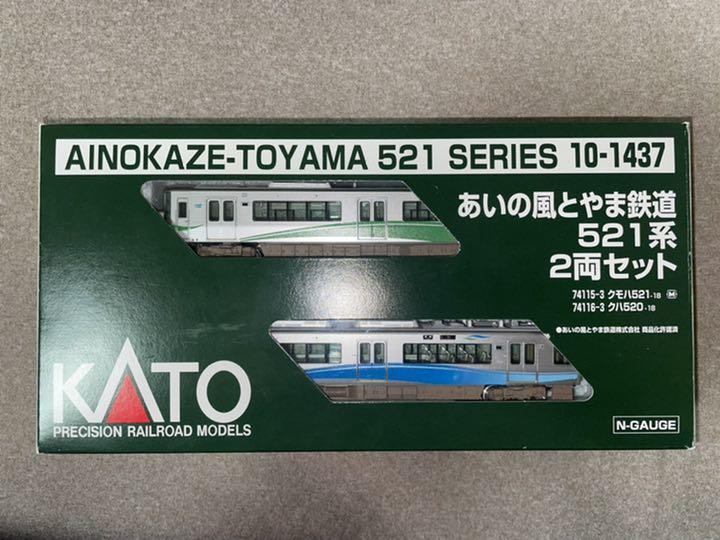 AINOKAZE-TOYAMA 521 SERIES 10-1437
あいの風とやま鉄道
521系
2両セット
74115-3 クモハ521-18 M
74116-3 クハ520-18
●あいの風とやま鉄道株式会社 商品化許諾済
KATO
PRECISION RAILROAD MODELS
N-GAUGE